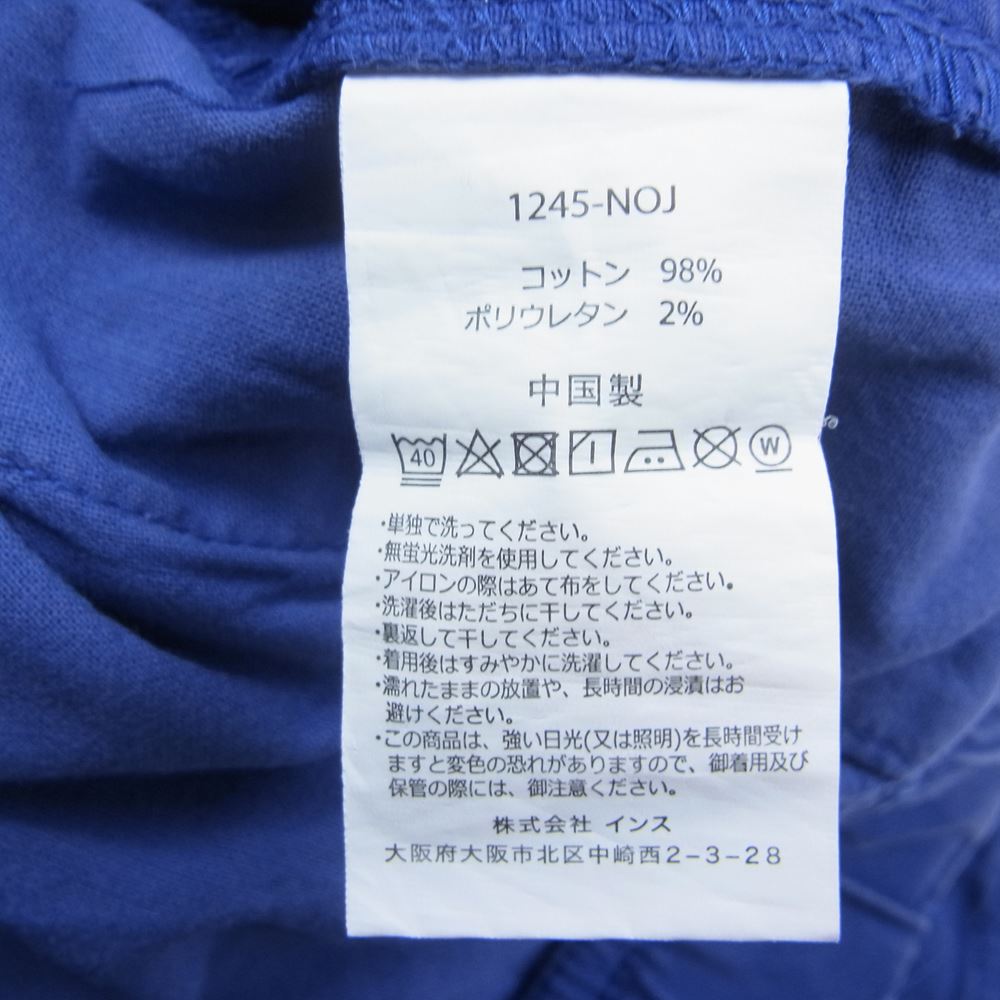 1245-NOJ
コットン 98%
ポリウレタン 2%
中国製
40 W
・単独で洗ってください。
・無蛍光洗剤を使用してください。
・アイロンの際はあて布をしてください。
・洗濯後はただちに干してください。
・裏返して干してください。
・着用後はすみやかに洗濯してください。
・濡れたままの放置や、長時間の浸漬はお
避けください。
・この商品は、強い日光(又は照明)を長時間受け
ますと変色の恐れがありますので、御着用及び
保管の際には、御注意ください。
株式会社 インス
大阪府大阪市北区中崎西2-3-28